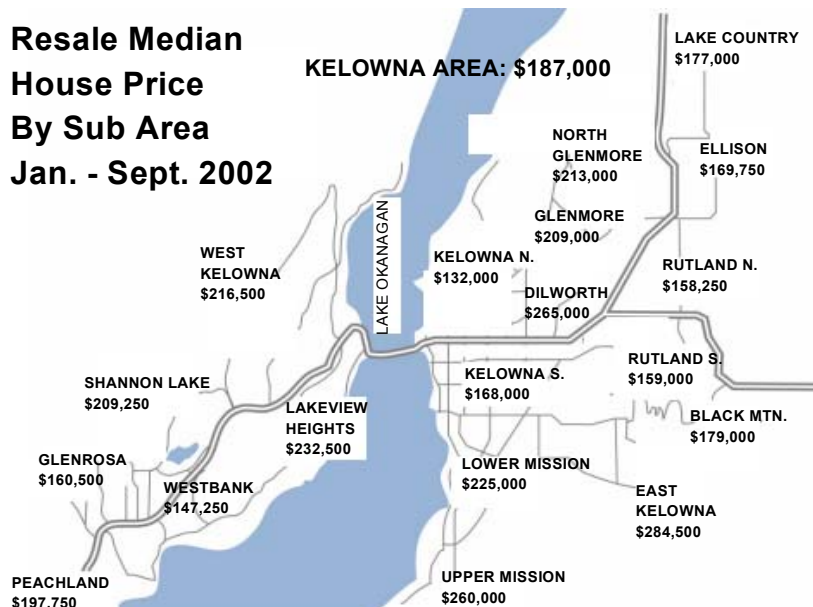 Resale Median
House Price
By Sub Area
Jan. - Sept. 2002
KELOWNA AREA: $187,000
LAKE COUNTRY
$177,000
NORTH
GLENMORE
$213,000
ELLISON
$169,750
GLENMORE
$209,000
LAKE OKANAGAN
WEST
KELOWNA
$216,500
KELOWNA N.
$132,000
RUTLAND N.
$158,250
DILWORTH
$265,000
SHANNON LAKE
$209,250
KELOWNA S.
$168,000
RUTLAND S.
$159,000
LAKEVIEW
HEIGHTS
$232,500
BLACK MTN.
$179,000
GLENROSA
$160,500
WESTBANK
$147,250
LOWER MISSION
$225,000
EAST
KELOWNA
$284,500
PEACHLAND
$197,750
UPPER MISSION
$260,000